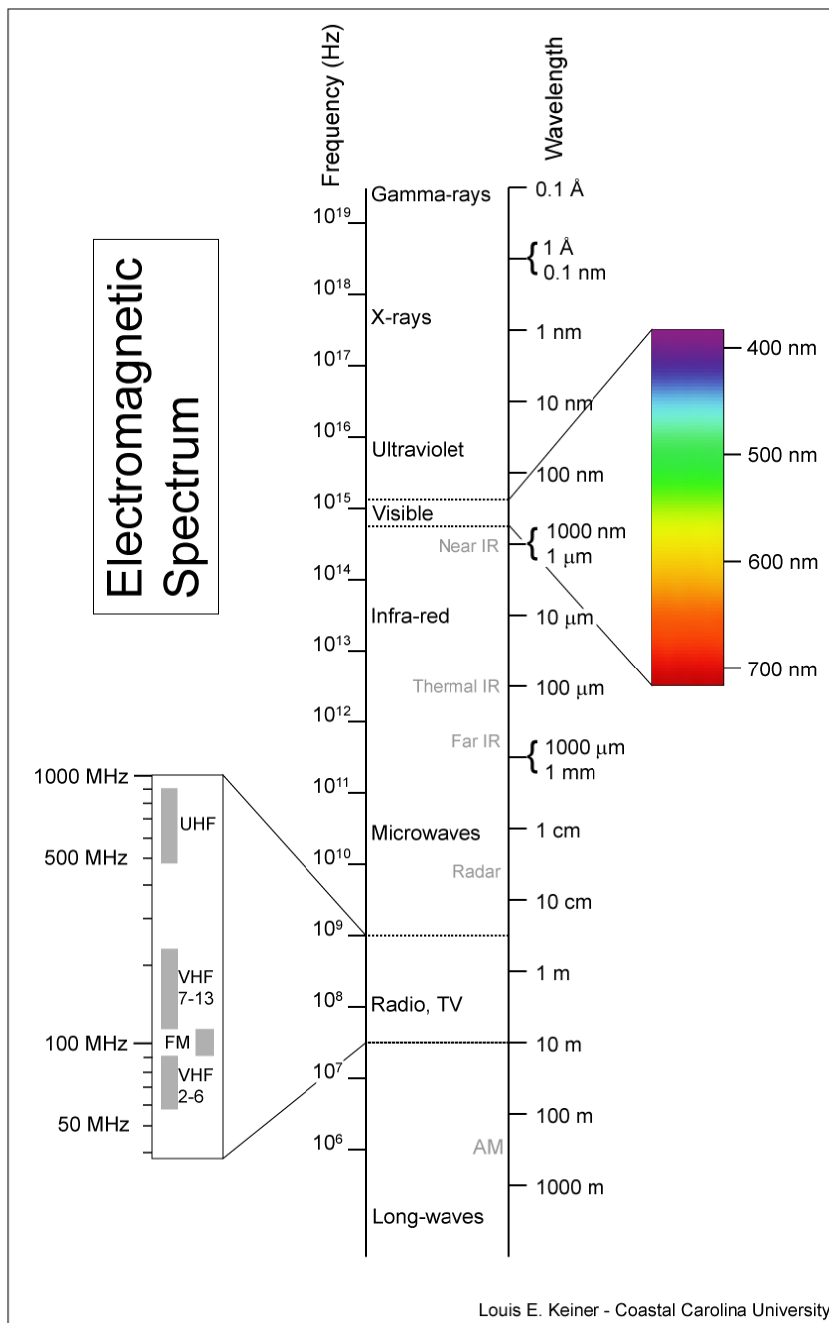 Frequency (Hz)
Wavelength
Electromagnetic
Spectrum
Gamma-rays
0.1 Å
10¹⁹
1 Å
0.1 nm
10¹⁸
X-rays
1 nm
10¹⁷
10 nm
10¹⁶
Ultraviolet
100 nm
10¹⁵
Visible
1000 nm
Near IR
1 μm
10¹⁴
Infra-red
10 μm
10¹³
Thermal IR
100 μm
10¹²
Far IR
1000 μm
1 mm
10¹¹
Microwaves
1 cm
10¹⁰
Radar
10 cm
10⁹
1 m
10⁸
Radio, TV
10 m
10⁷
100 m
10⁶
AM
1000 m
Long-waves
400 nm
500 nm
600 nm
700 nm
1000 MHz
UHF
500 MHz
VHF
7-13
100 MHz
FM
VHF
2-6
50 MHz
Louis E. Keiner - Coastal Carolina University